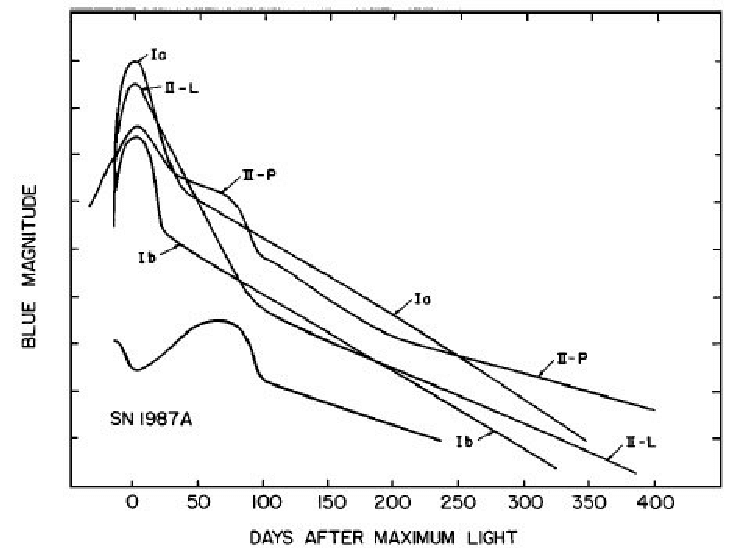 Ia
II-L
II-P
Ib
Ia
II-P
SN 1987A
Ib
II-L
0 50 100 150 200 250 300 350 400
DAYS AFTER MAXIMUM LIGHT
BLUE MAGNITUDE